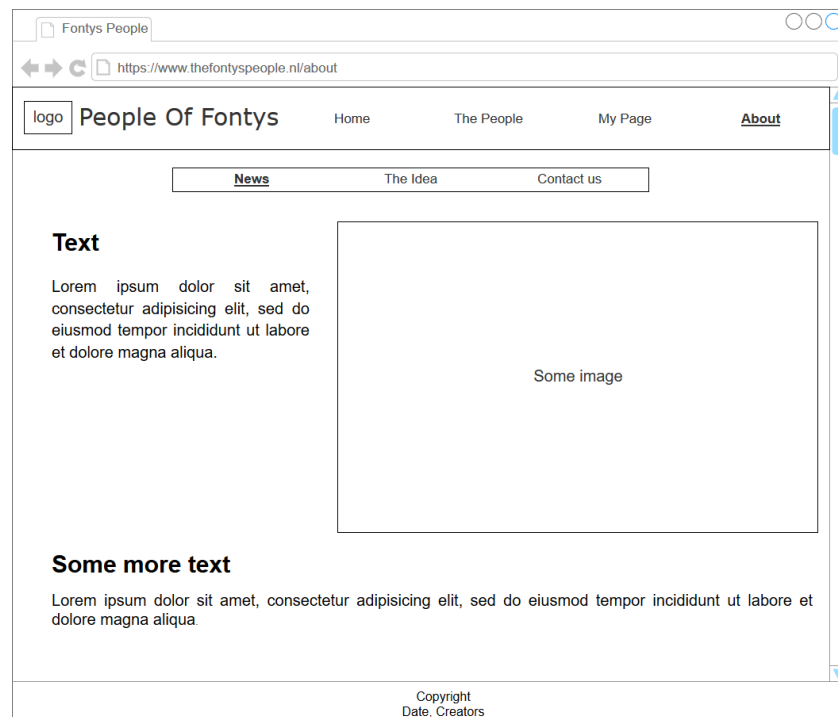 Fontys People
https://www.thefontyspeople.nl/about
logo People Of Fontys Home The People My Page About
News The Idea Contact us
Text
Lorem ipsum dolor sit amet,
consectetur adipisicing elit, sed do
eiusmod tempor incididunt ut labore
et dolore magna aliqua.
Some image
Some more text
Lorem ipsum dolor sit amet, consectetur adipisicing elit, sed do eiusmod tempor incididunt ut labore et
dolore magna aliqua.
Copyright
Date, Creators